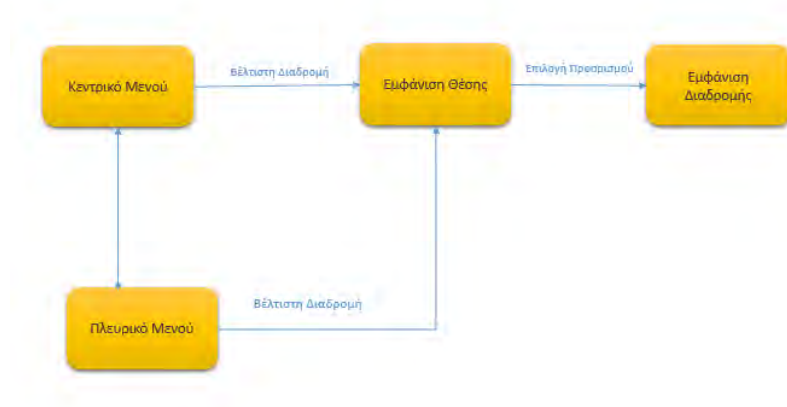 Βέλτιστη Διαδρομή
Επιλογή Προορισμού
Κεντρικό Μενού
Εμφάνιση Θέσης
Εμφάνιση
Διαδρομής
Βέλτιστη Διαδρομή
Πλευρικό Μενού